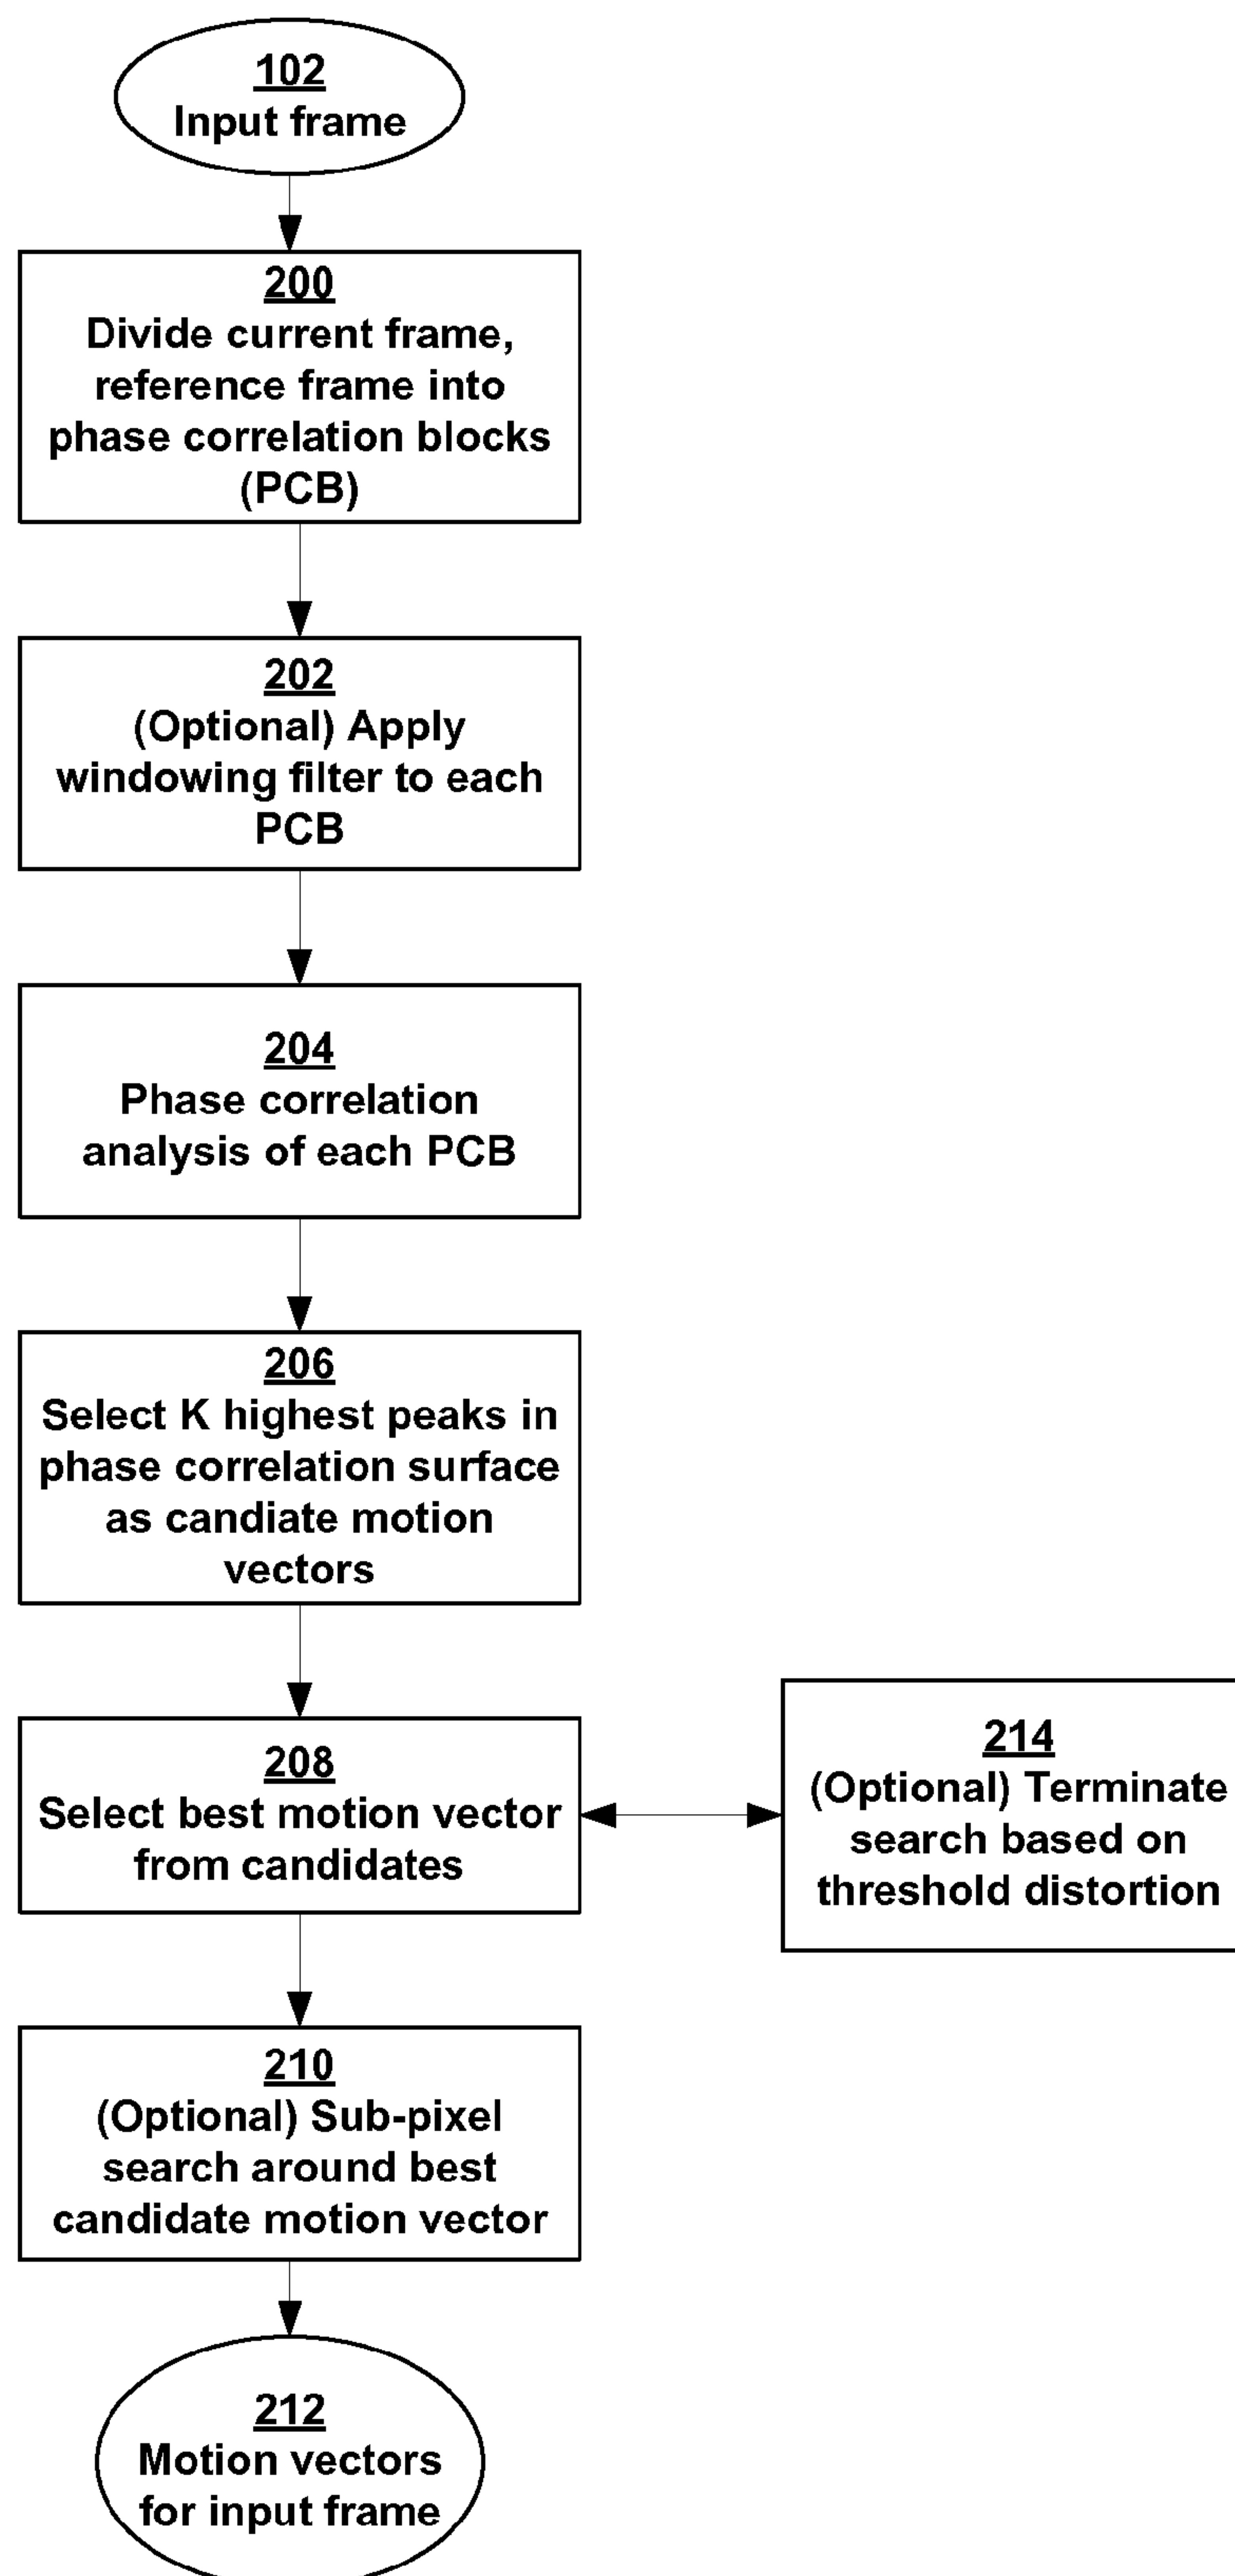 102
Input frame
200
Divide current frame,
reference frame into
phase correlation blocks
(PCB)
202
(Optional) Apply
windowing filter to each
PCB
204
Phase correlation
analysis of each PCB
206
Select K highest peaks in
phase correlation surface
as candiate motion
vectors
208
Select best motion vector
from candidates
214
(Optional) Terminate
search based on
threshold distortion
210
(Optional) Sub-pixel
search around best
candidate motion vector
212
Motion vectors
for input frame